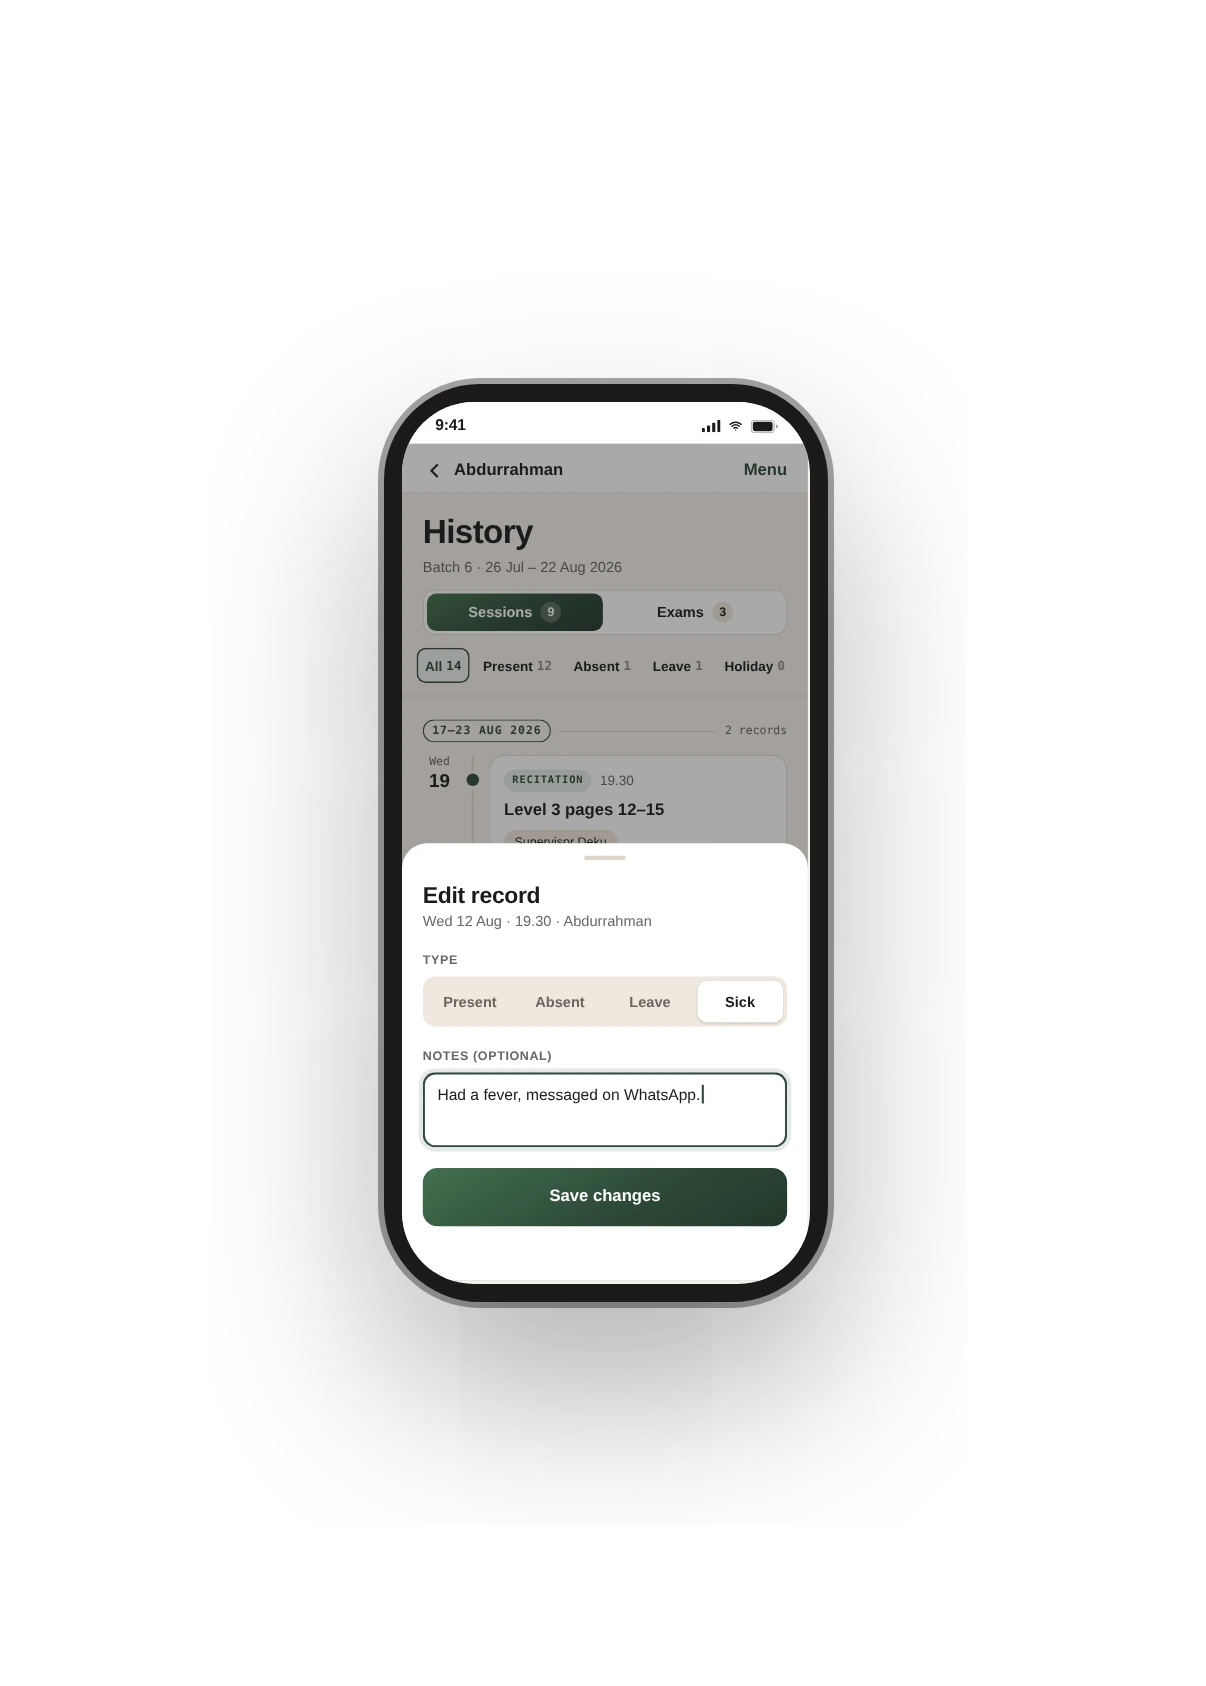 9:41
Abdurrahman Menu
History
Batch 6 · 26 Jul – 22 Aug 2026
Sessions 9 Exams 3
All 14 Present 12 Absent 1 Leave 1 Holiday 0
17–23 AUG 2026 2 records
Wed
19
RECITATION 19.30
Level 3 pages 12–15
Supervisor Deku
Edit record
Wed 12 Aug · 19.30 · Abdurrahman
TYPE
Present Absent Leave Sick
NOTES (OPTIONAL)
Had a fever, messaged on WhatsApp.
Save changes